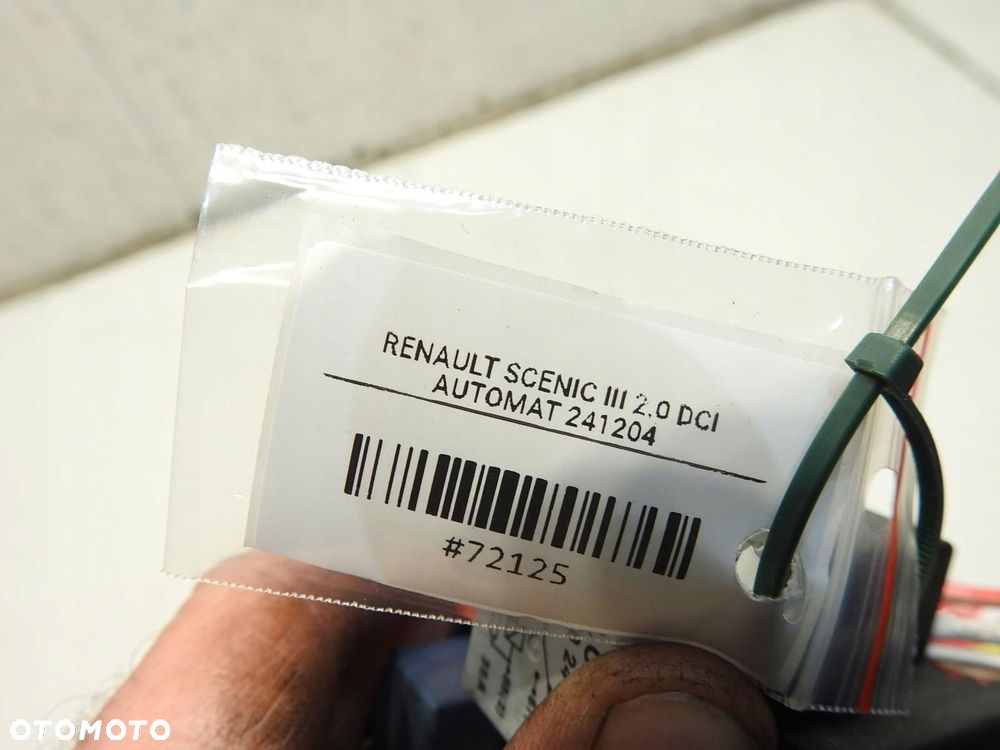 RENAULT SCENIC III 2.0 DCI
AUTOMAT 241204
#72125
OTOMOTO